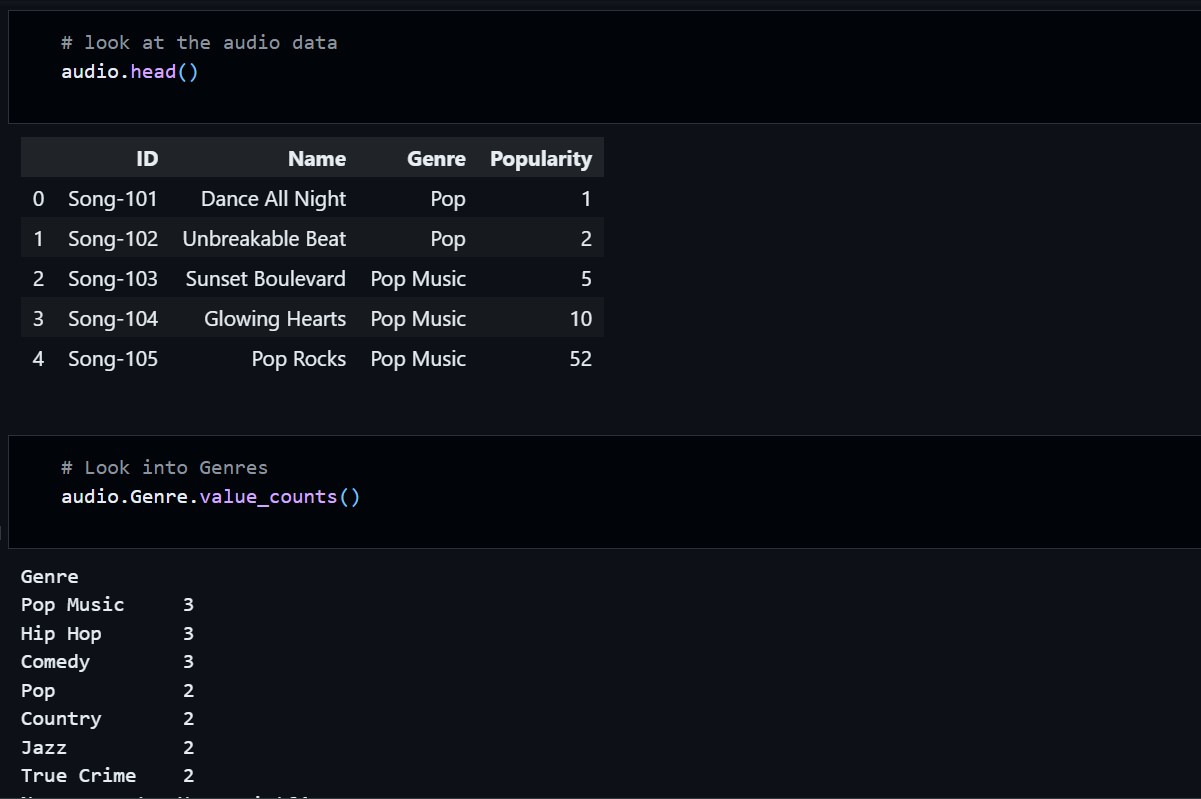 # look at the audio data
audio.head()
ID Name Genre Popularity
0 Song-101 Dance All Night Pop 1
1 Song-102 Unbreakable Beat Pop 2
2 Song-103 Sunset Boulevard Pop Music 5
3 Song-104 Glowing Hearts Pop Music 10
4 Song-105 Pop Rocks Pop Music 52
# Look into Genres
audio.Genre.value_counts()
Genre
Pop Music 3
Hip Hop 3
Comedy 3
Pop 2
Country 2
Jazz 2
True Crime 2